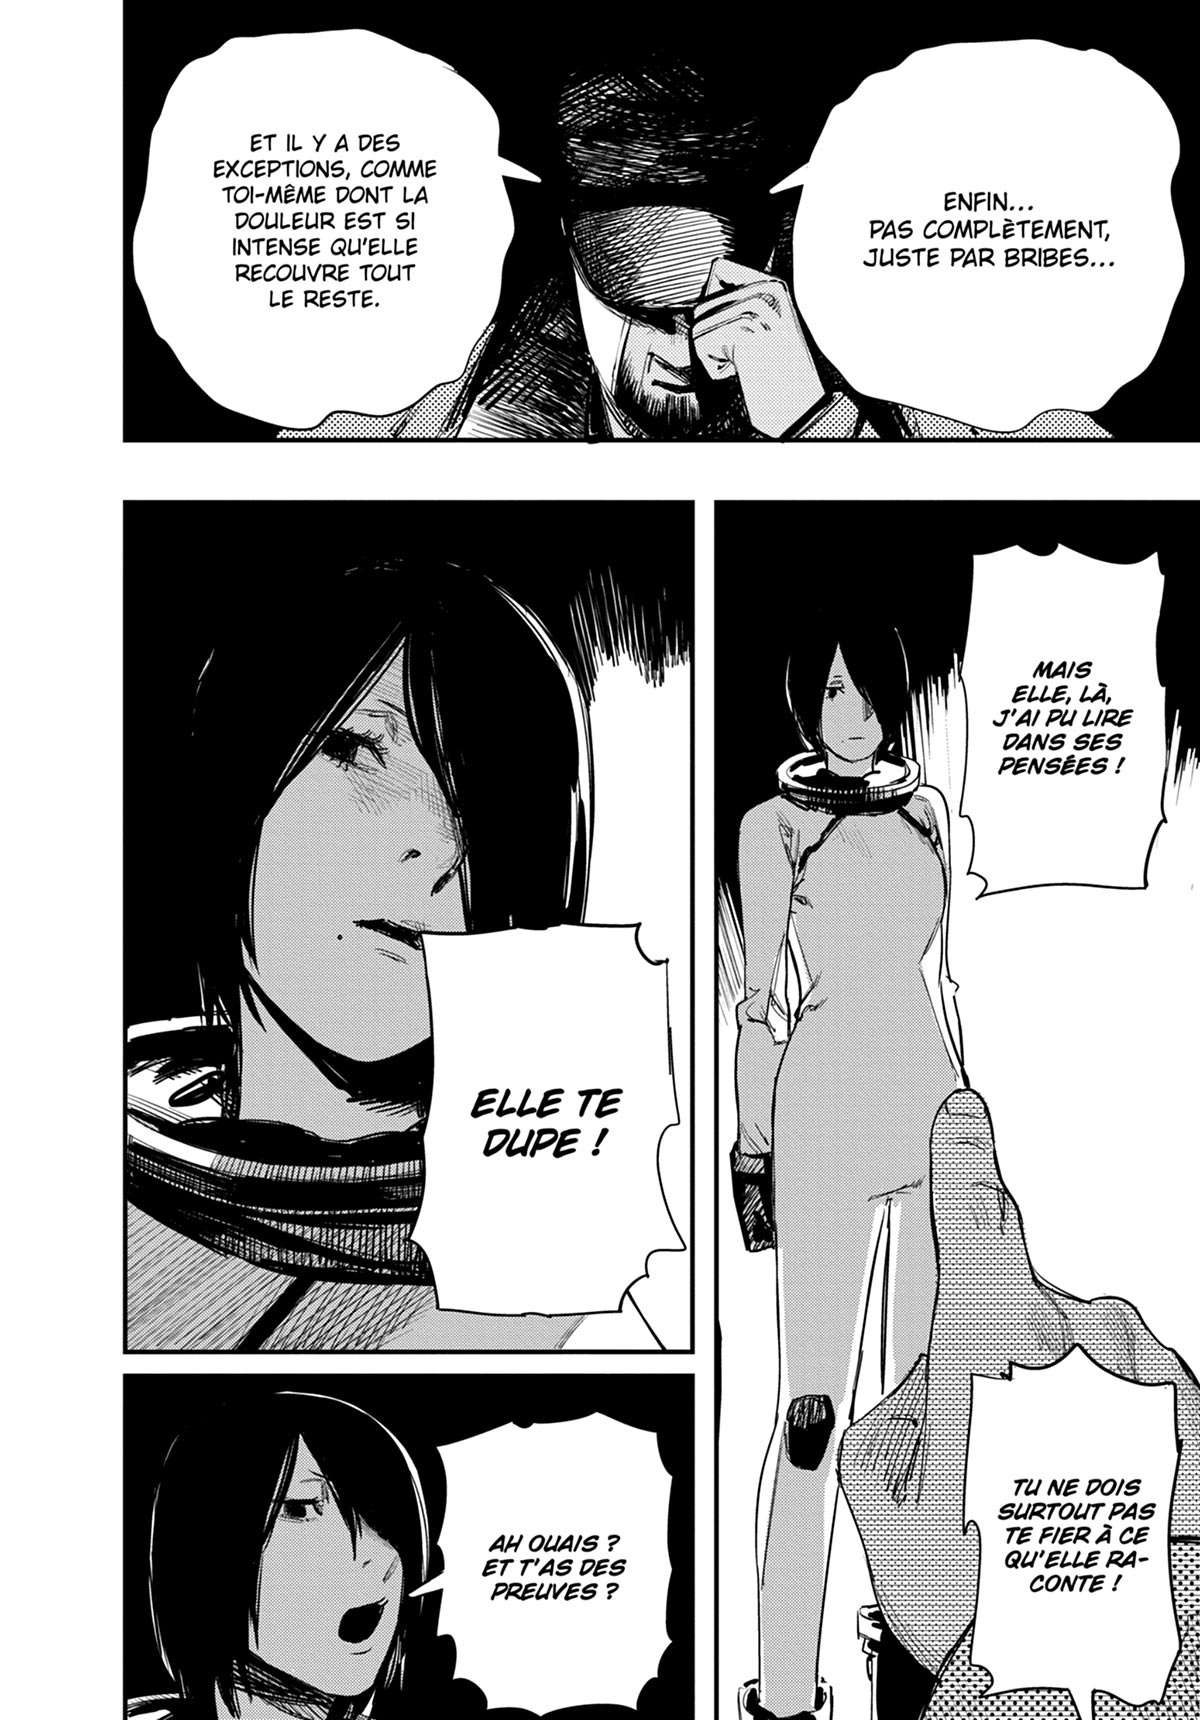 ENFIN...
PAS COMPLÈTEMENT,
JUSTE PAR BRIBES...
ET IL Y A DES
EXCEPTIONS, COMME
TOI-MÊME DONT LA
DOULEUR EST SI
INTENSE QU'ELLE
RECOUVRE TOUT
LE RESTE.
MAIS
ELLE, LÀ,
J'AI PU LIRE
DANS SES
PENSÉES !
TU NE DOIS
SURTOUT PAS
TE FIER À CE
QU'ELLE RA-
CONTE !
ELLE TE
DUPE !
AH OUAIS ?
ET T'AS DES
PREUVES ?